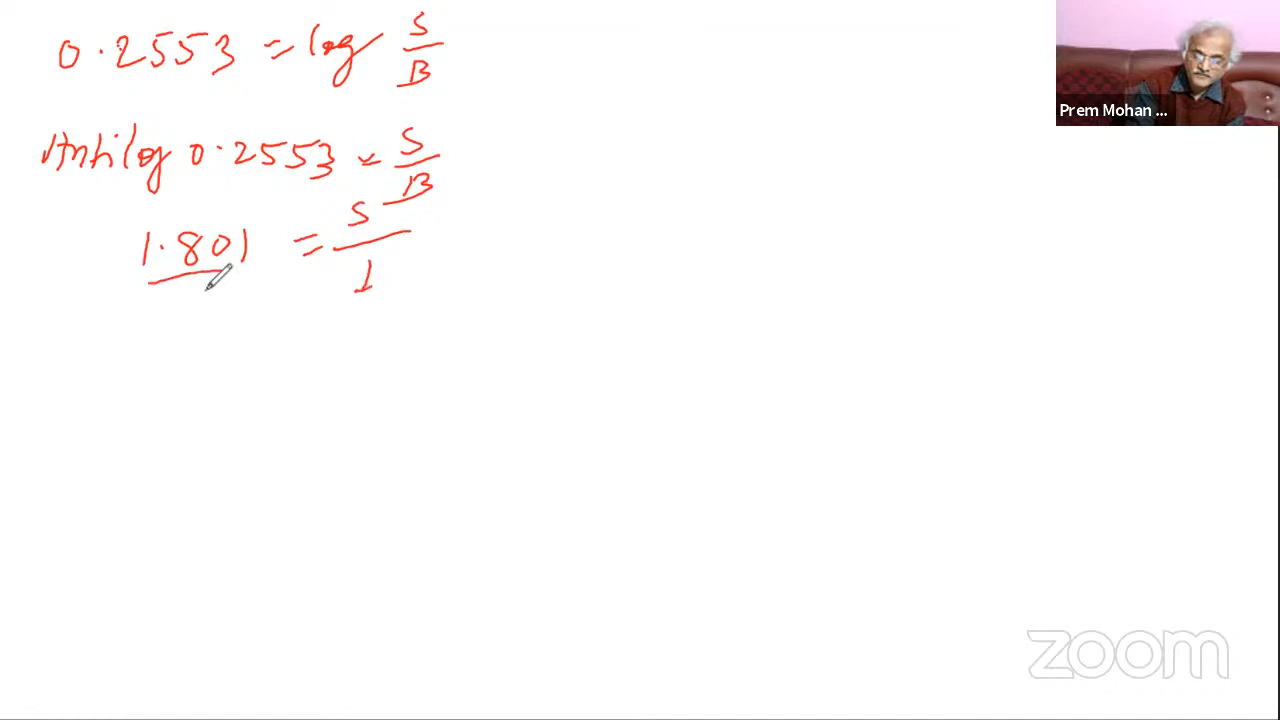 0.2553 = log S/B
Antilog 0.2553 = S/B
1.801 = S/1
Prem Mohan ...
zoom